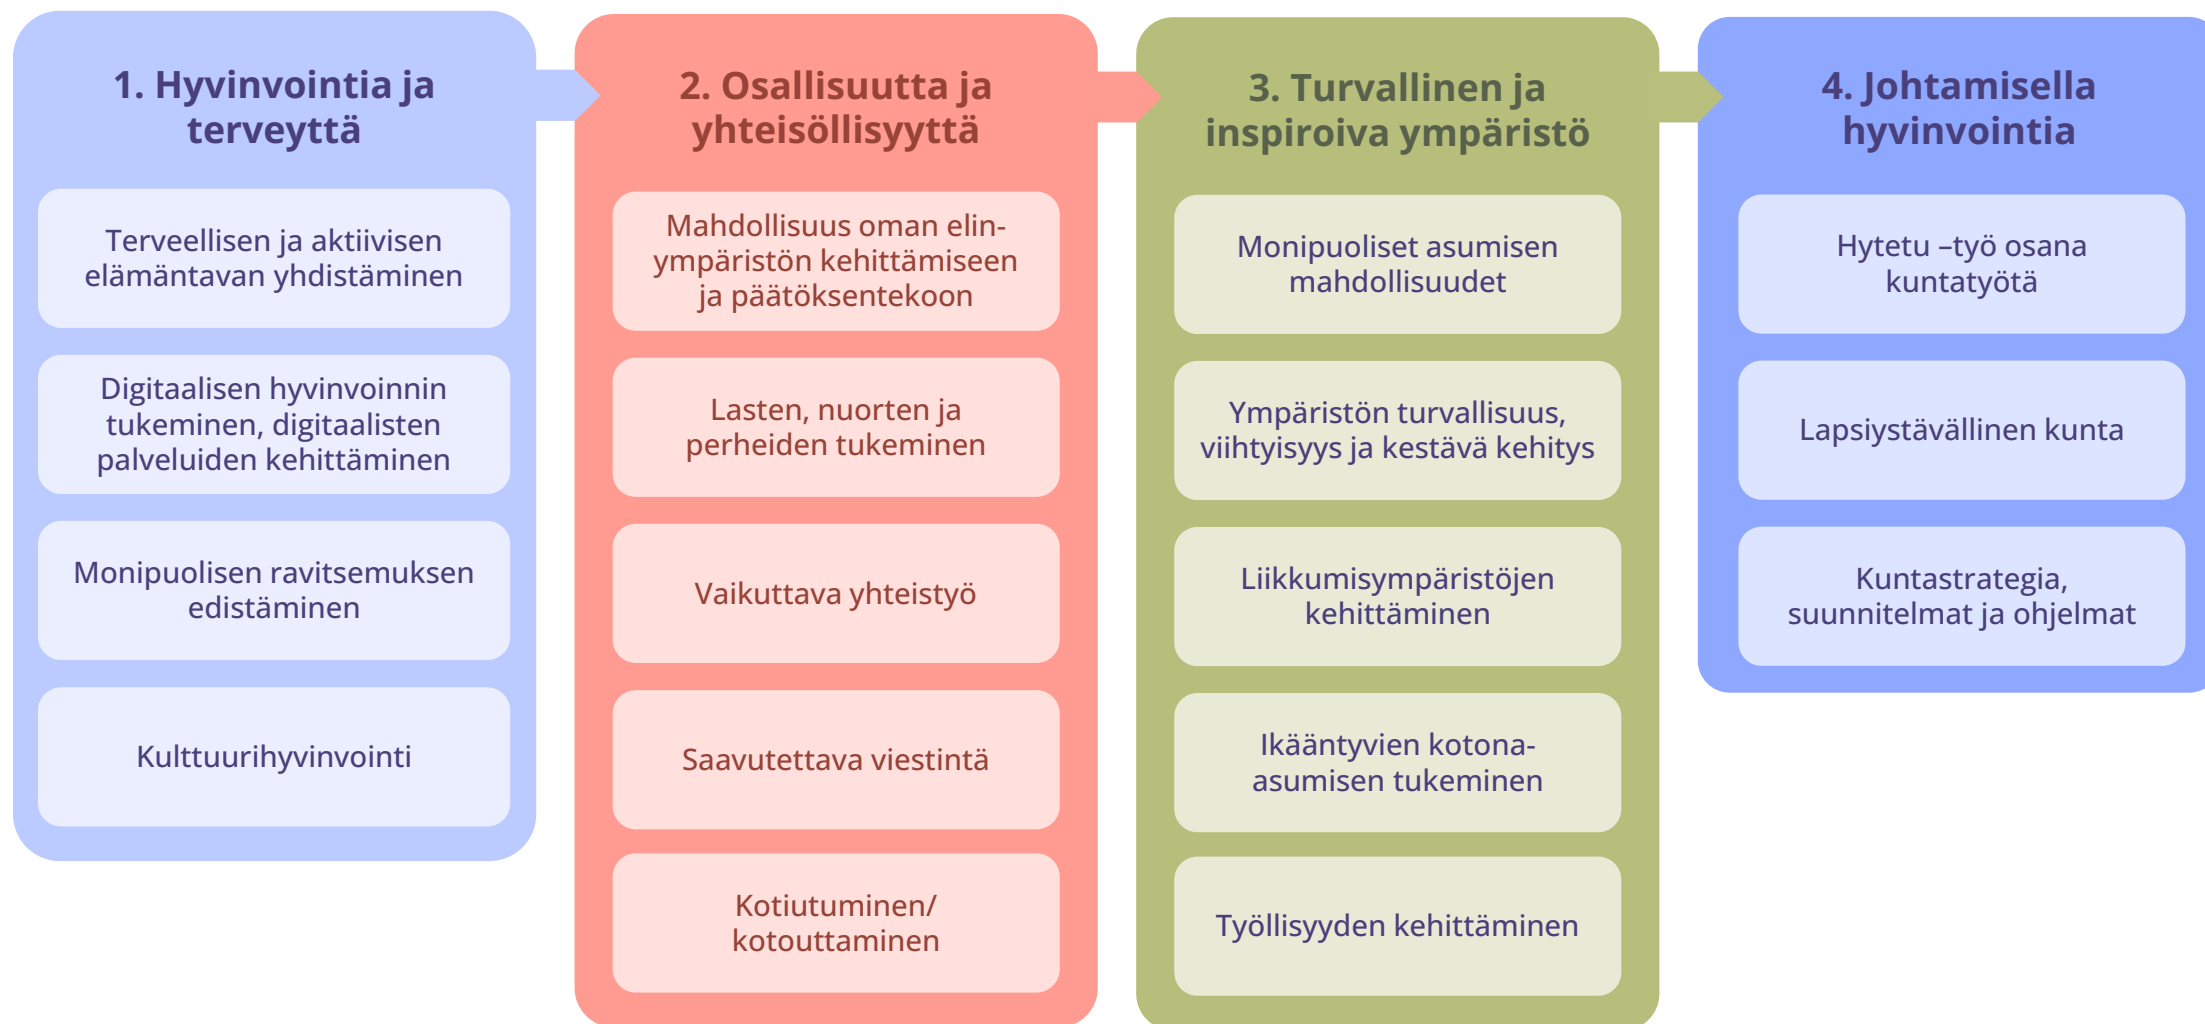 1. Hyvinvointia ja
terveyttä
Terveellisen ja aktiivisen
elämäntavan yhdistäminen
Digitaalisen hyvinvoinnin
tukeminen, digitaalisten
palveluiden kehittäminen
Monipuolisen ravitsemuksen
edistäminen
Kulttuurihyvinvointi
2. Osallisuutta ja
yhteisöllisyyttä
Mahdollisuus oman elin-
ympäristön kehittämiseen
ja päätöksentekoon
Lasten, nuorten ja
perheiden tukeminen
Vaikuttava yhteistyö
Saavutettava viestintä
Kotiutuminen/
kotouttaminen
3. Turvallinen ja
inspiroiva ympäristö
Monipuoliset asumisen
mahdollisuudet
Ympäristön turvallisuus,
viihtyisyys ja kestävä kehitys
Liikkumisympäristöjen
kehittäminen
Ikääntyvien kotona-
asumisen tukeminen
Työllisyyden kehittäminen
4. Johtamisella
hyvinvointia
Hytetu –työ osana
kuntatyötä
Lapsiystävällinen kunta
Kuntastrategia,
suunnitelmat ja ohjelmat